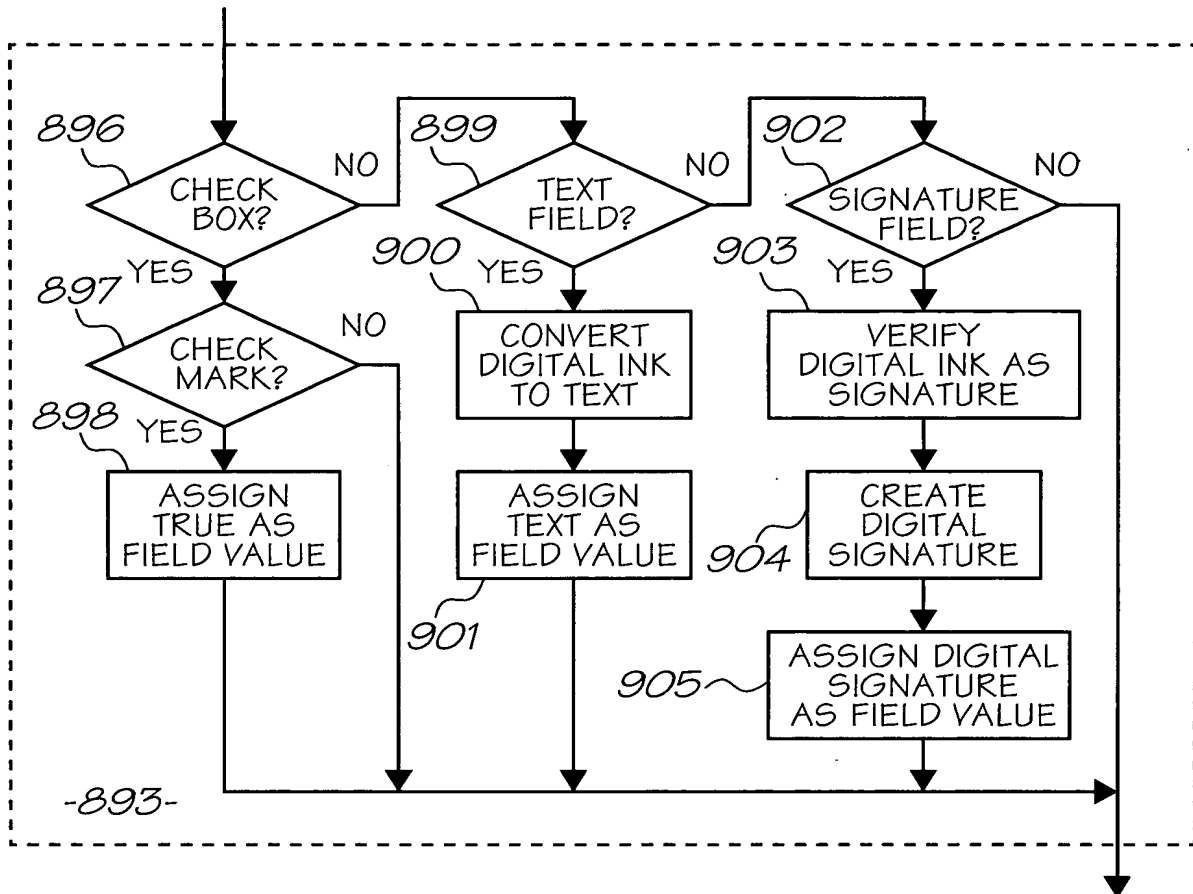 896
CHECK
BOX?
NO
YES
897
CHECK
MARK?
NO
YES
898
ASSIGN
TRUE AS
FIELD VALUE
899
TEXT
FIELD?
NO
YES
900
CONVERT
DIGITAL INK
TO TEXT
ASSIGN
TEXT AS
FIELD VALUE
901
902
SIGNATURE
FIELD?
NO
YES
903
VERIFY
DIGITAL INK AS
SIGNATURE
CREATE
DIGITAL
SIGNATURE
904
ASSIGN DIGITAL
SIGNATURE
AS FIELD VALUE
905
-893-